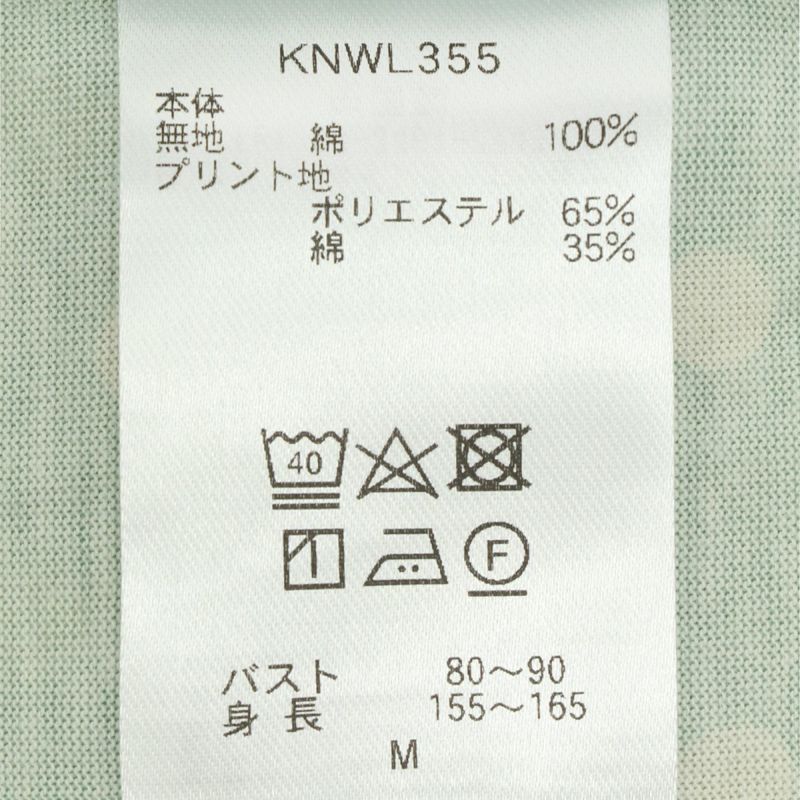 KNWL355
本体
無地 綿 100%
プリント地
ポリエステル 65%
綿 35%
40
F
バスト 80～90
身長 155～165
M